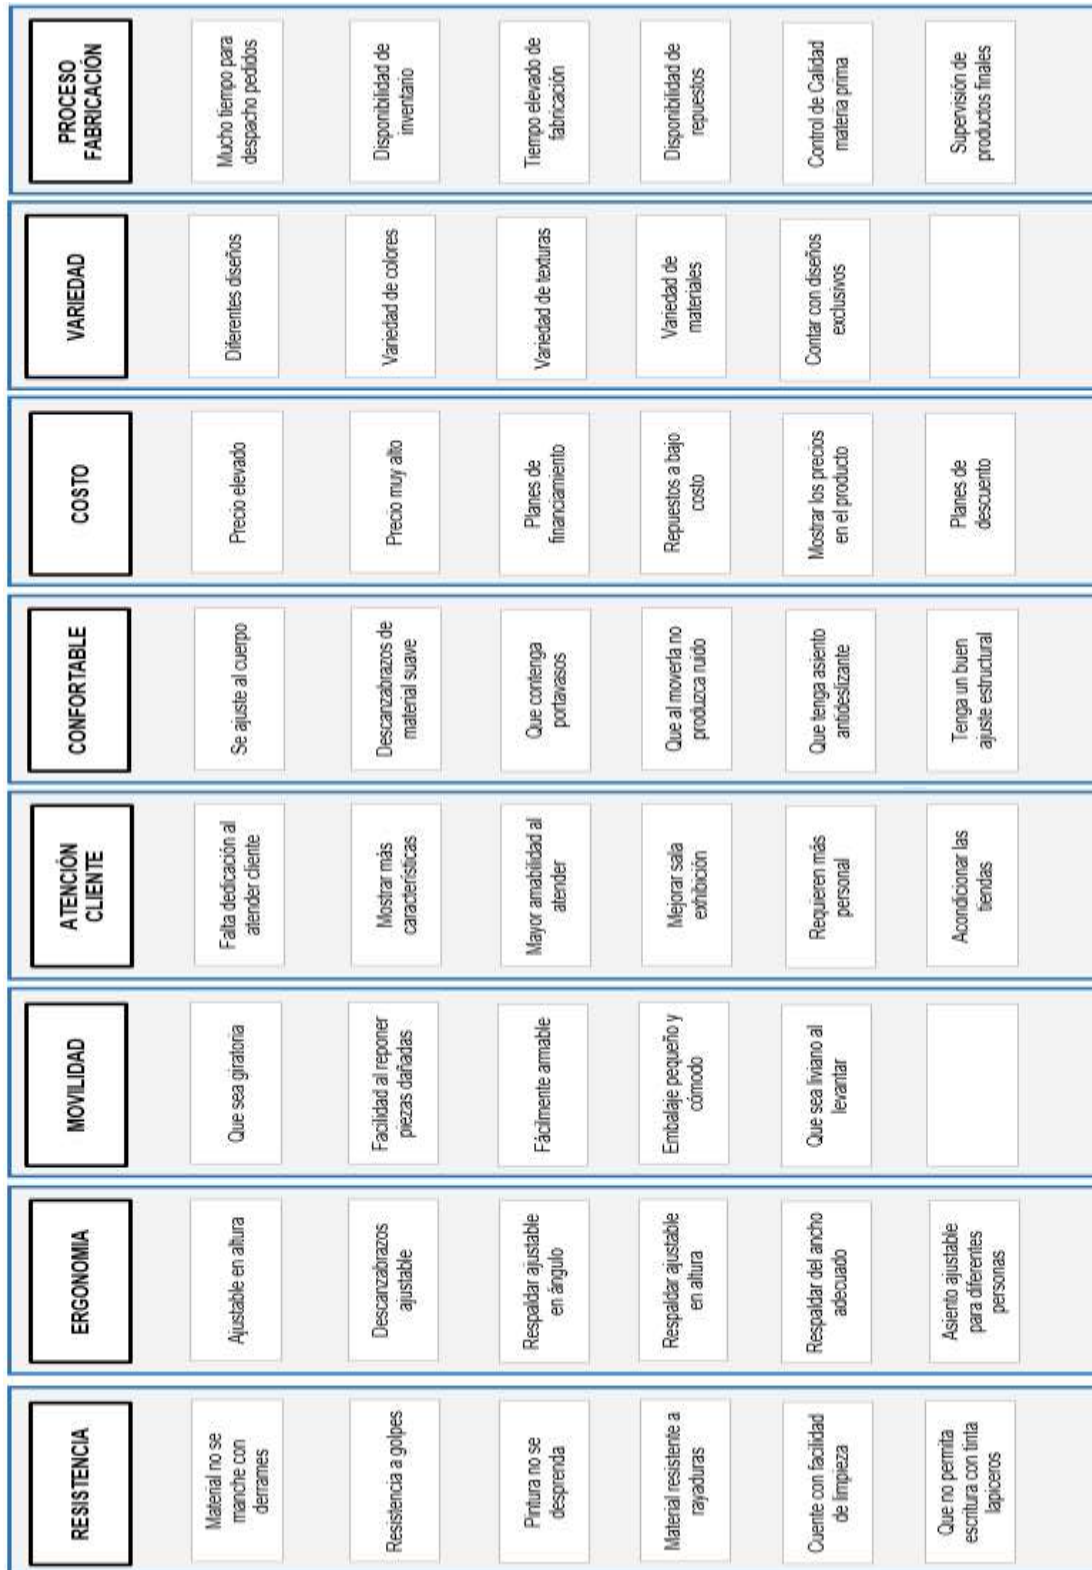 RESISTENCIA
Material no se
manche con
derrames
Resistencia a golpes
Pintura no se
desprenda
Material resistente a
rayaduras
Cuente con facilidad
de limpieza
Que no permita
escritura con tinta
lapiceros
ERGONOMIA
Ajustable en altura
Descanzabrazos
ajustable
Respaldar ajustable
en ángulo
Respaldar ajustable
en altura
Respaldar del ancho
adecuado
Asiento ajustable
para diferentes
personas
MOVILIDAD
Que sea giratoria
Facilidad al reponer
piezas dañadas
Fácilmente armable
Embalaje pequeño y
cómodo
Que sea liviano al
levantar
ATENCIÓN
CLIENTE
Falta dedicación al
atender cliente
Mostrar más
características
Mayor amabilidad al
atender
Mejorar sala
exhibición
Requieren más
personal
Acondicionar las
tiendas
CONFORTABLE
Se ajuste al cuerpo
Descanzabrazos de
material suave
Que contenga
portavasos
Que al moverla no
produzca ruido
Que tenga asiento
antideslizante
Tenga un buen
ajuste estructural
COSTO
Precio elevado
Precio muy alto
Planes de
financiamiento
Repuestos a bajo
costo
Mostrar los precios
en el producto
Planes de
descuento
VARIEDAD
Diferentes diseños
Variedad de colores
Variedad de texturas
Variedad de
materiales
Contar con diseños
exclusivos
PROCESO
FABRICACIÓN
Mucho tiempo para
despacho pedidos
Disponibilidad de
inventario
Tiempo elevado de
fabricación
Disponibilidad de
repuestos
Control de Calidad
materia prima
Supervisión de
productos finales